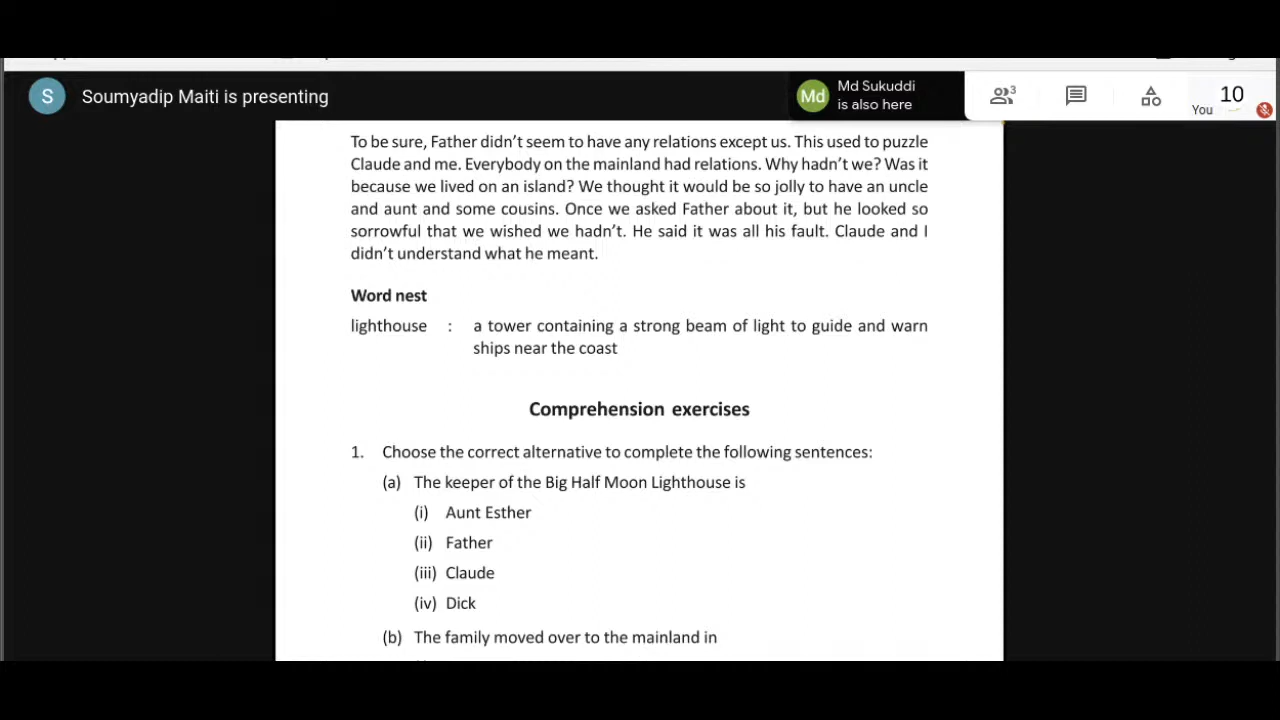 Soumyadip Maiti is presenting
Md
Md Sukuddi
is also here
3
10
You
S
To be sure, Father didn't seem to have any relations except us. This used to puzzle
Claude and me. Everybody on the mainland had relations. Why hadn't we? Was it
because we lived on an island? We thought it would be so jolly to have an uncle
and aunt and some cousins. Once we asked Father about it, but he looked so
sorrowful that we wished we hadn't. He said it was all his fault. Claude and I
didn't understand what he meant.
Word nest
lighthouse : a tower containing a strong beam of light to guide and warn
ships near the coast
Comprehension exercises
1. Choose the correct alternative to complete the following sentences:
(a) The keeper of the Big Half Moon Lighthouse is
(i) Aunt Esther
(ii) Father
(iii) Claude
(iv) Dick
(b) The family moved over to the mainland in